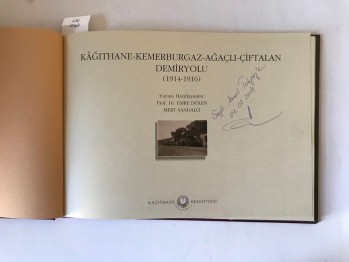 KÂĞITHANE-KEMERBURGAZ-AĞAÇLI-ÇİFTALAN
DEMİRYOLU
(1914-1916)
Yayına Hazırlayanlar
Prof. Dr. EMRE DÖLEN
MERT SANDALCI
KAĞITHANE BELEDİYESİ